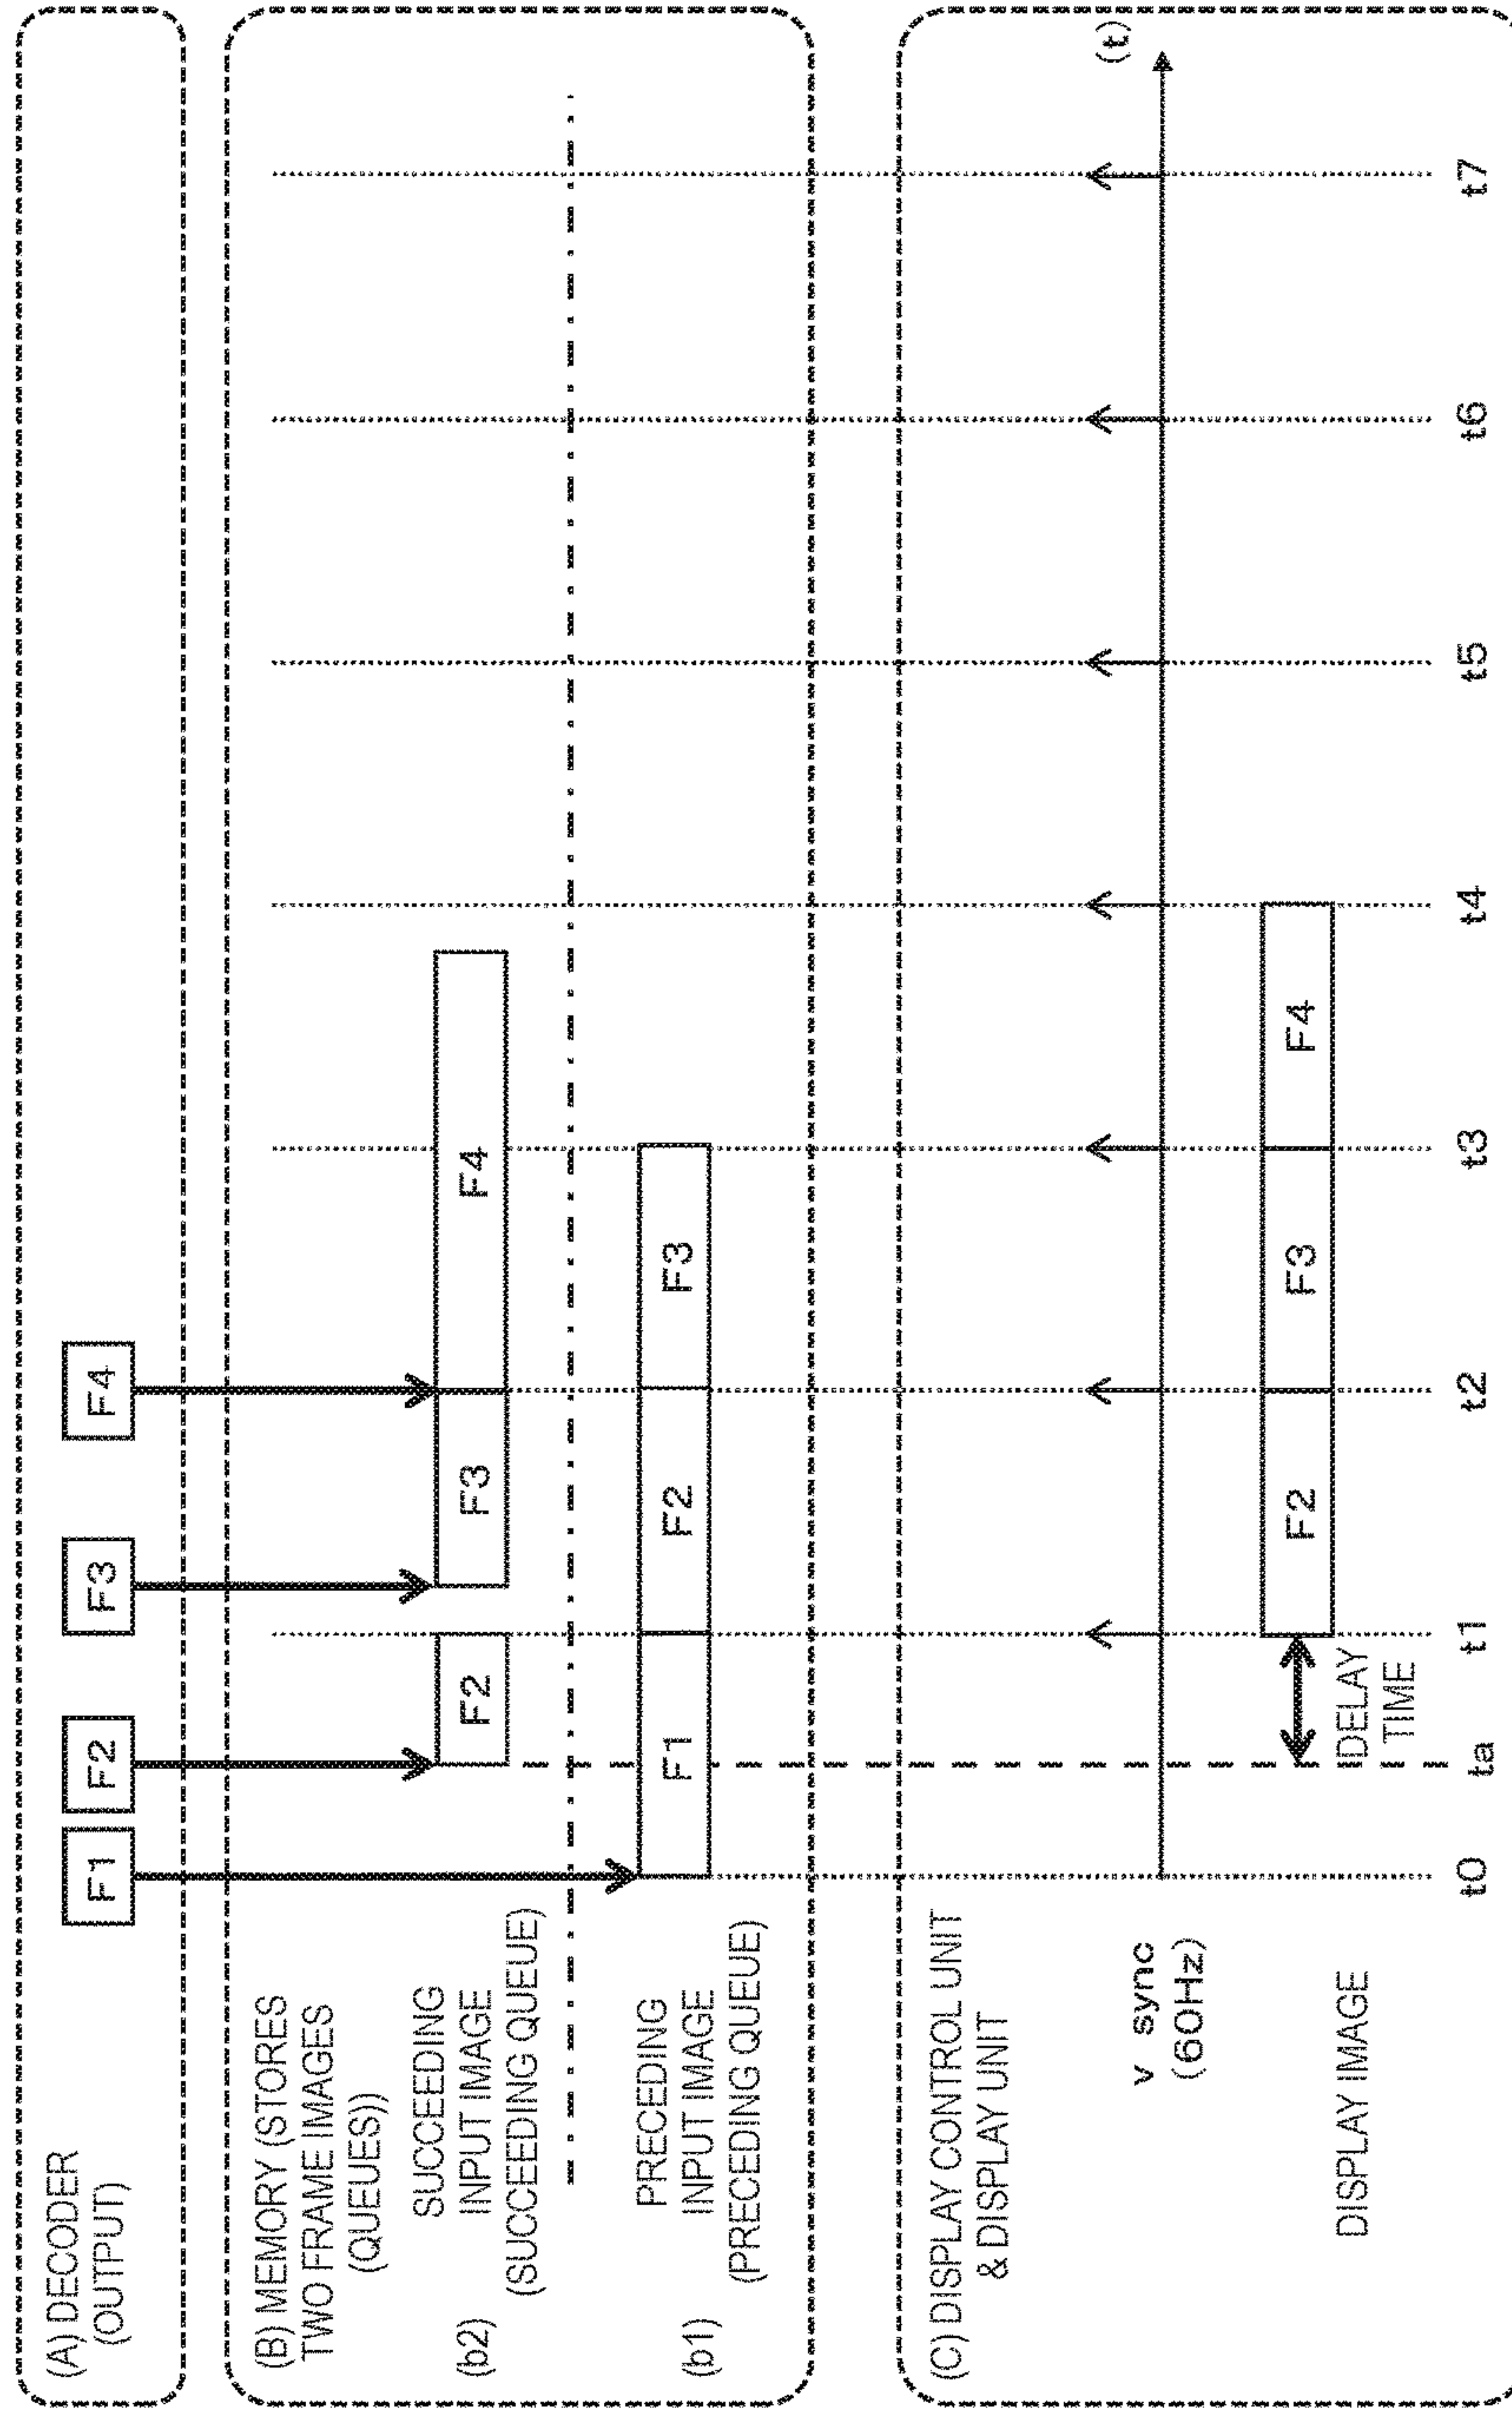 (A) DECODER
(OUTPUT)
F1
F2
F3
F4
(B) MEMORY (STORES
TWO FRAME IMAGES
(QUEUES))
(b2)
SUCCEEDING
INPUT IMAGE
(SUCCEEDING QUEUE)
F2
F3
F4
(b1)
PRECEDING
INPUT IMAGE
(PRECEDING QUEUE)
F1
F2
F3
(C) DISPLAY CONTROL UNIT
& DISPLAY UNIT
(t)
v sync
(60Hz)
DISPLAY IMAGE
F2
F3
F4
DELAY
TIME
t0
ta
t1
t2
t3
t4
t5
t6
t7